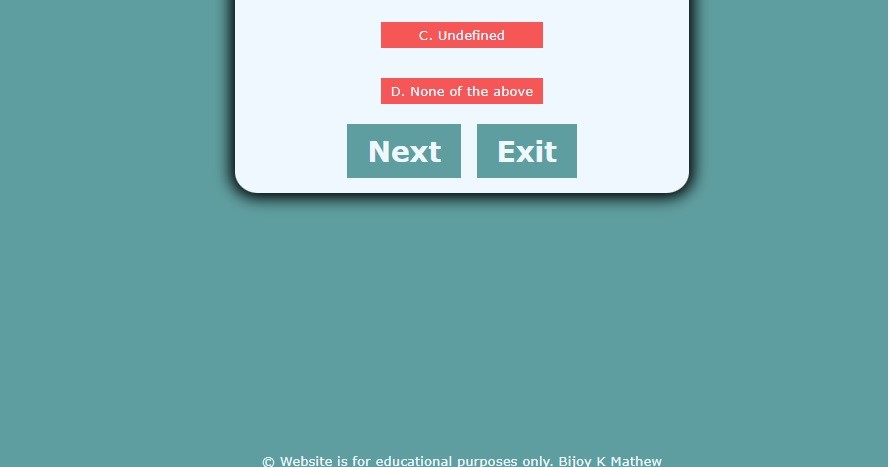 C. Undefined
D. None of the above
Next Exit
© Website is for educational purposes only. Bijoy K Mathew